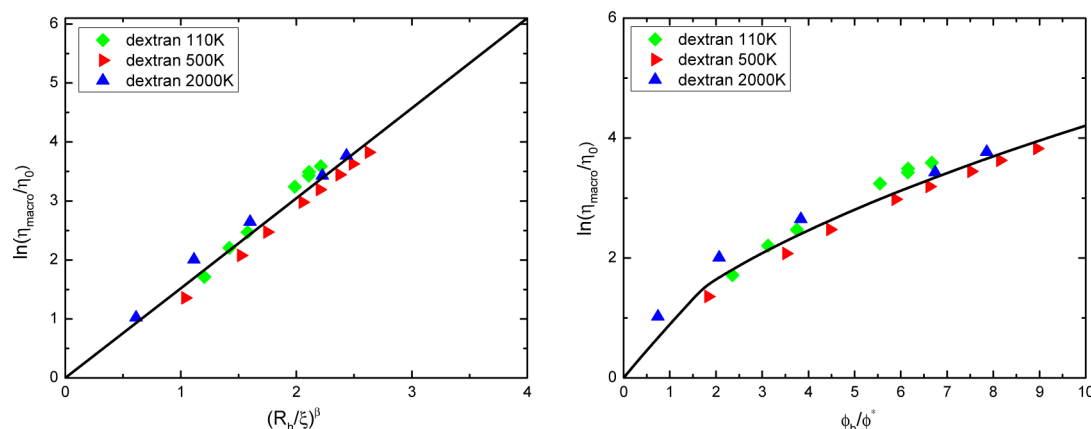 dextran 110K
dextran 500K
dextran 2000K
6
5
4
3
2
1
0
ln(η_macro/η_0)
0 1 2 3 4
(R_h/ξ)^β
dextran 110K
dextran 500K
dextran 2000K
6
4
2
0
ln(η_macro/η_0)
0 1 2 3 4 5 6 7 8 9 10
ϕ_h/ϕ^*